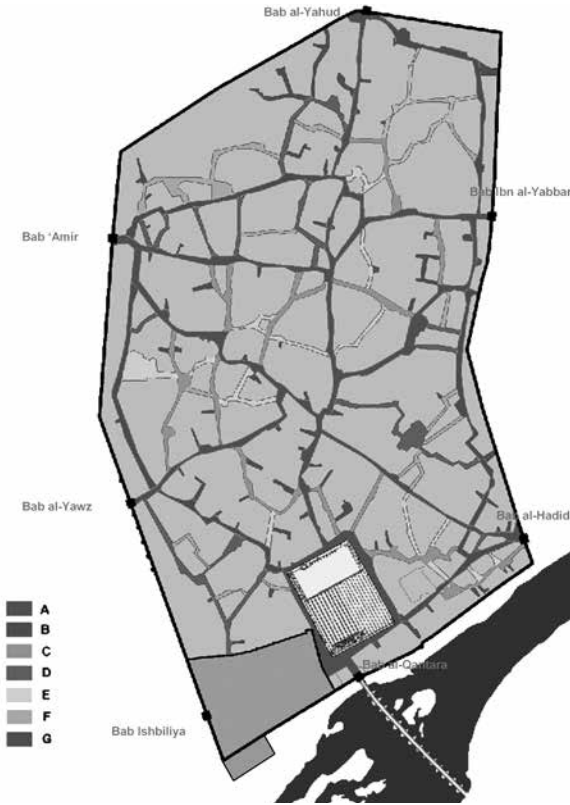 Bab al-Yahud
Bab Ibn al-Yabbar
Bab 'Amir
Bab al-Yawz
Bab al-Hadid
A
B
C
D
E
F
G
Bab al-Qantara
Bab Ishbiliya